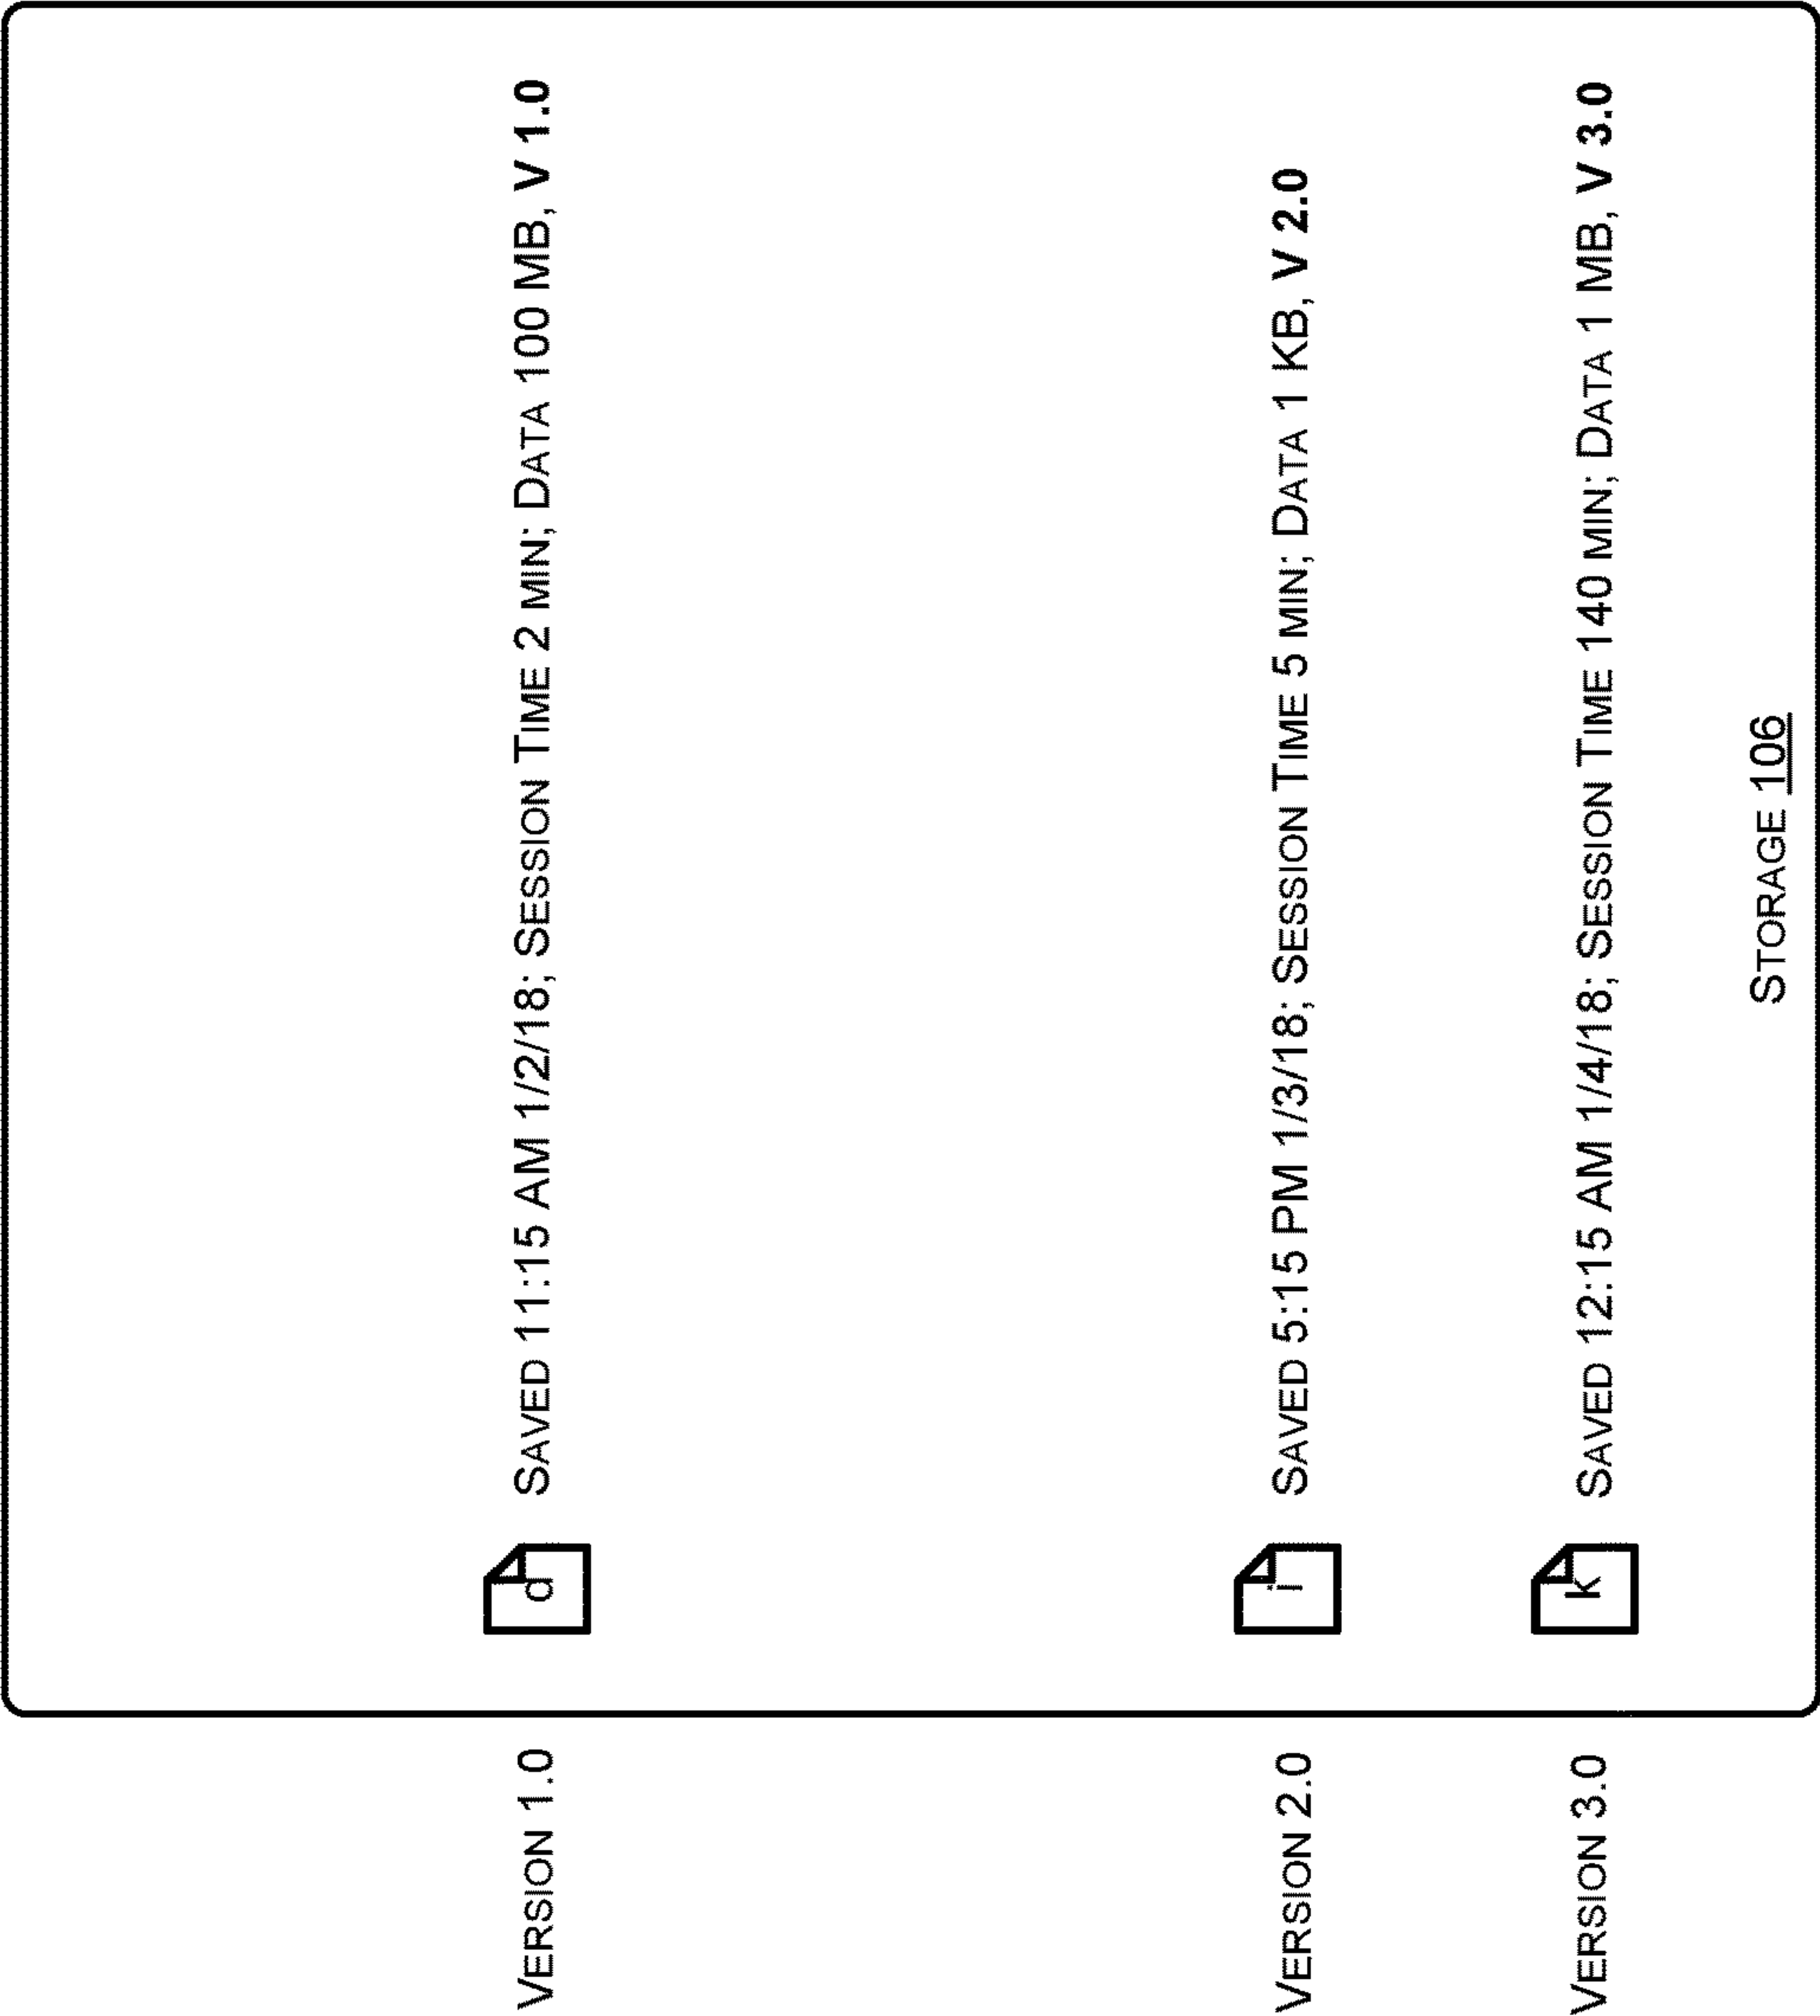 VERSION 1.0
d
SAVED 11:15 AM 1/2/18; SESSION TIME 2 MIN; DATA 100 MB, V 1.0
VERSION 2.0
i
SAVED 5:15 PM 1/3/18; SESSION TIME 5 MIN; DATA 1 KB, V 2.0
VERSION 3.0
k
SAVED 12:15 AM 1/4/18; SESSION TIME 140 MIN; DATA 1 MB, V 3.0
STORAGE 106